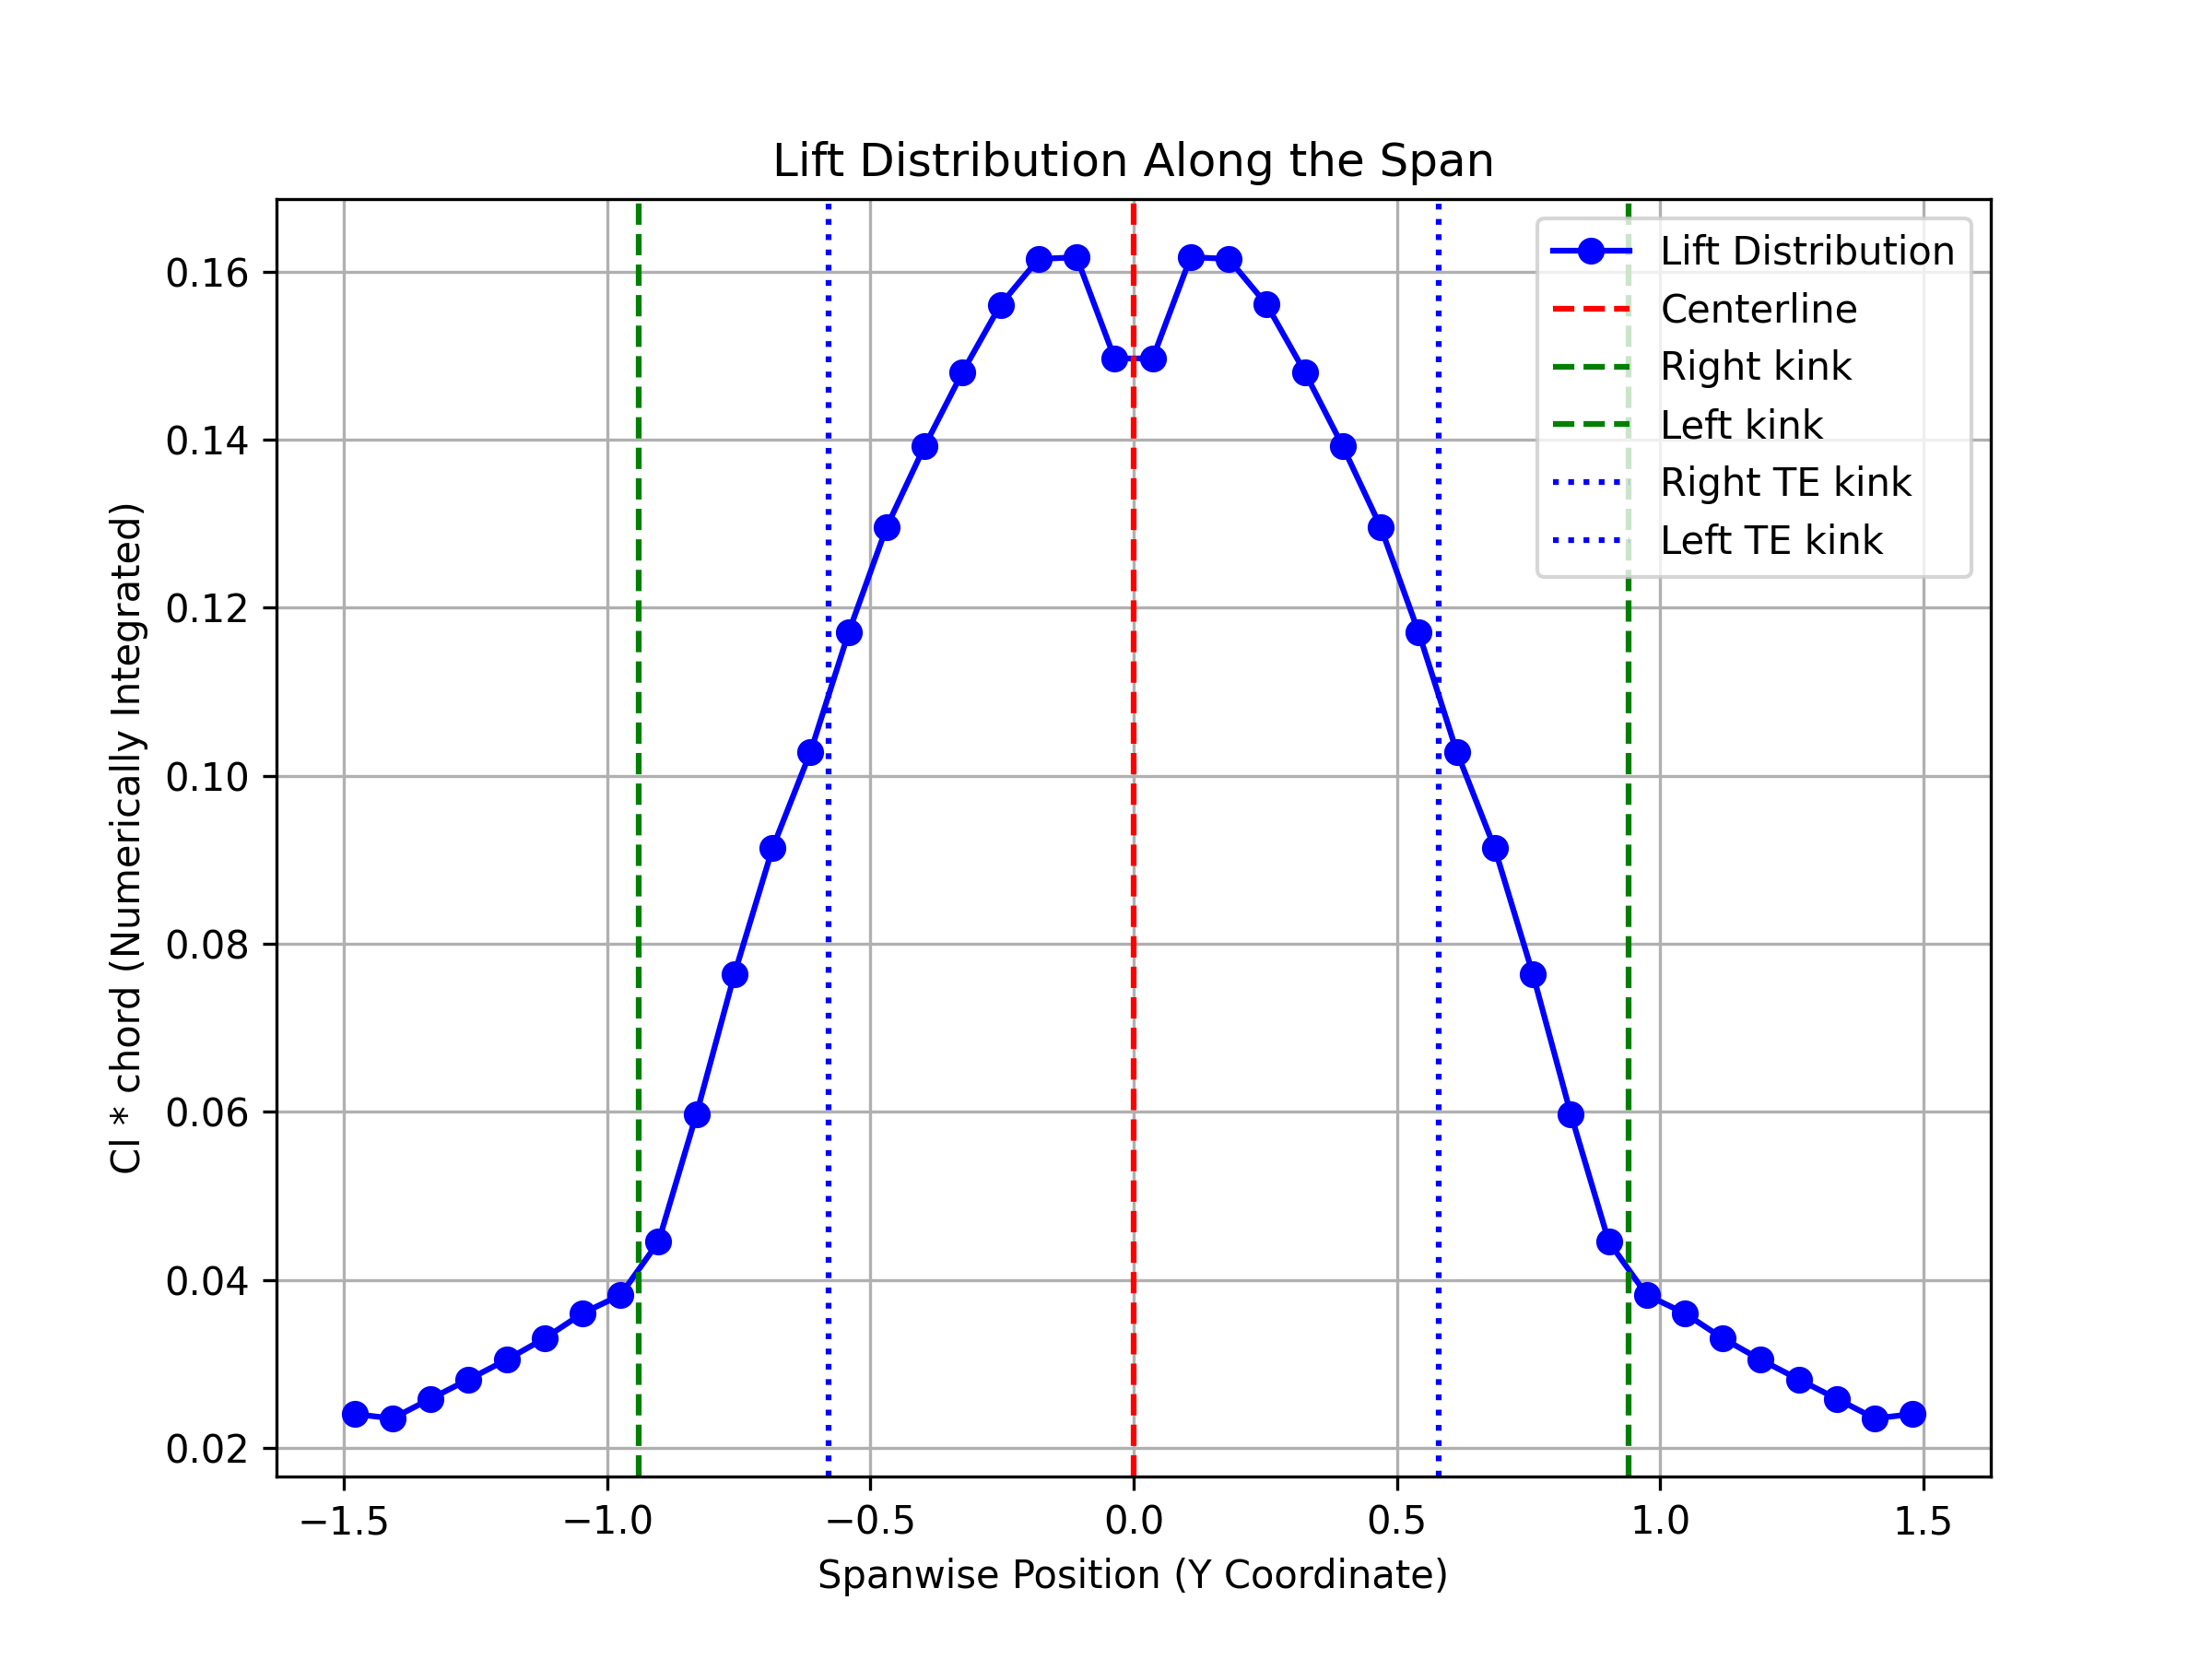 Lift Distribution Along the Span
Cl * chord (Numerically Integrated)
0.16
0.14
0.12
0.10
0.08
0.06
0.04
0.02
Lift Distribution
Centerline
Right kink
Left kink
Right TE kink
Left TE kink
−1.5
−1.0
−0.5
0.0
0.5
1.0
1.5
Spanwise Position (Y Coordinate)